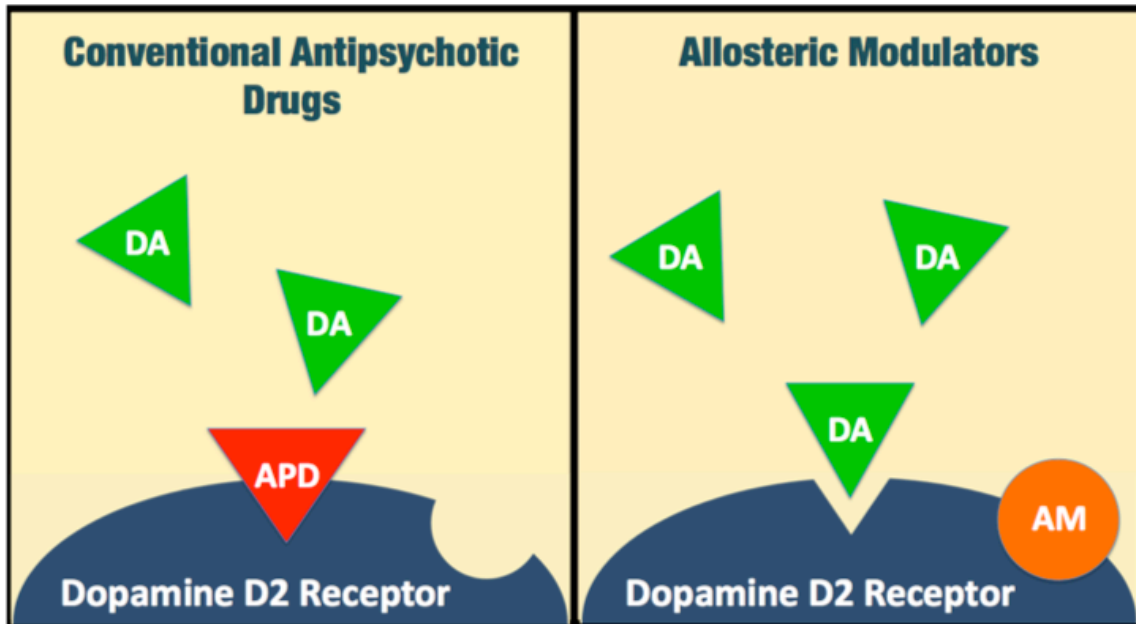 Conventional Antipsychotic
Drugs
DA
DA
APD
Dopamine D2 Receptor
Allosteric Modulators
DA
DA
DA
AM
Dopamine D2 Receptor